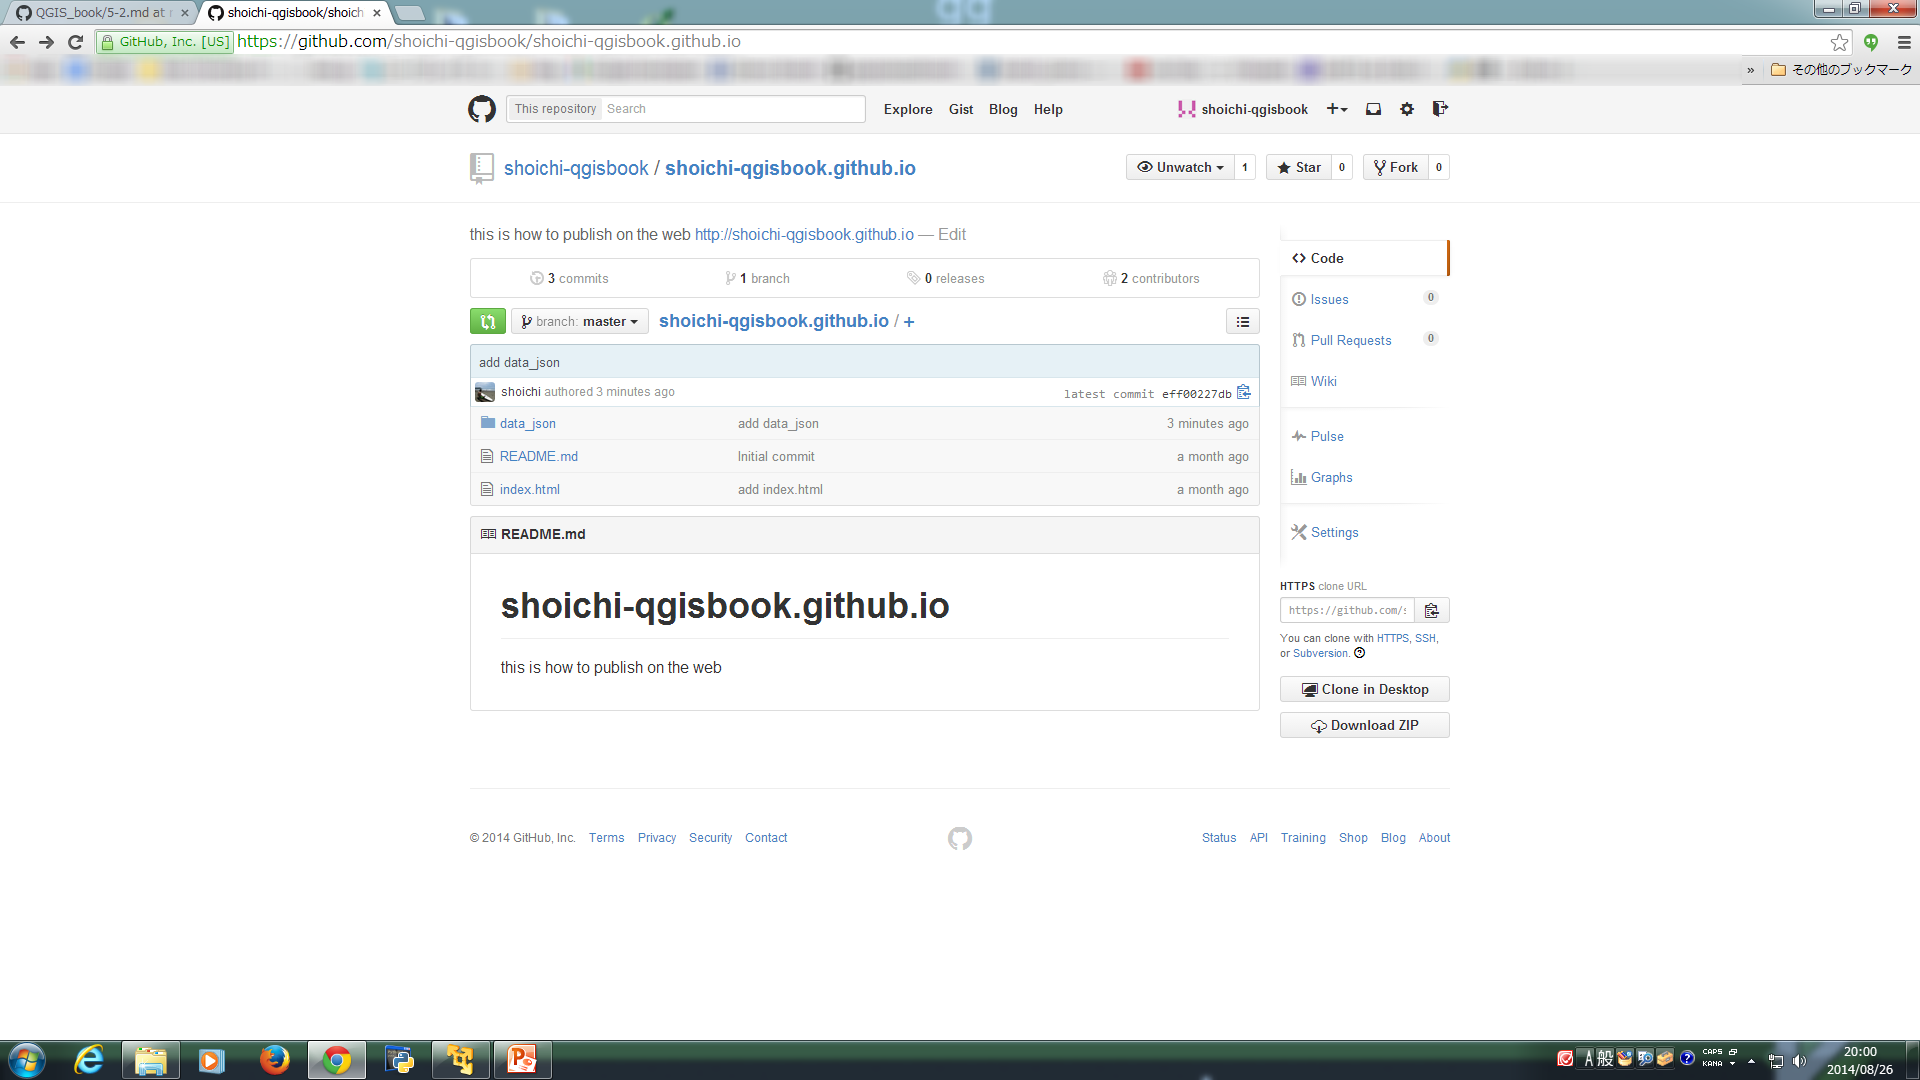 QGIS_book/5-2.md at
shoichi-qgisbook/shoich
GitHub, Inc. [US]
https://github.com/shoichi-qgisbook/shoichi-qgisbook.github.io
» その他のブックマーク
This repository Search
Explore Gist Blog Help
shoichi-qgisbook
shoichi-qgisbook / shoichi-qgisbook.github.io
Unwatch 1
Star 0
Fork 0
this is how to publish on the web http://shoichi-qgisbook.github.io — Edit
3 commits
1 branch
0 releases
2 contributors
branch: master
shoichi-qgisbook.github.io / +
add data_json
shoichi authored 3 minutes ago
latest commit eff00227db
data_json add data_json 3 minutes ago
README.md Initial commit a month ago
index.html add index.html a month ago
README.md
shoichi-qgisbook.github.io
this is how to publish on the web
Code
Issues 0
Pull Requests 0
Wiki
Pulse
Graphs
Settings
HTTPS clone URL
https://github.com/s
You can clone with HTTPS, SSH,
or Subversion.
Clone in Desktop
Download ZIP
© 2014 GitHub, Inc. Terms Privacy Security Contact
Status API Training Shop Blog About
A 般
CAPS
KANA
20:00
2014/08/26